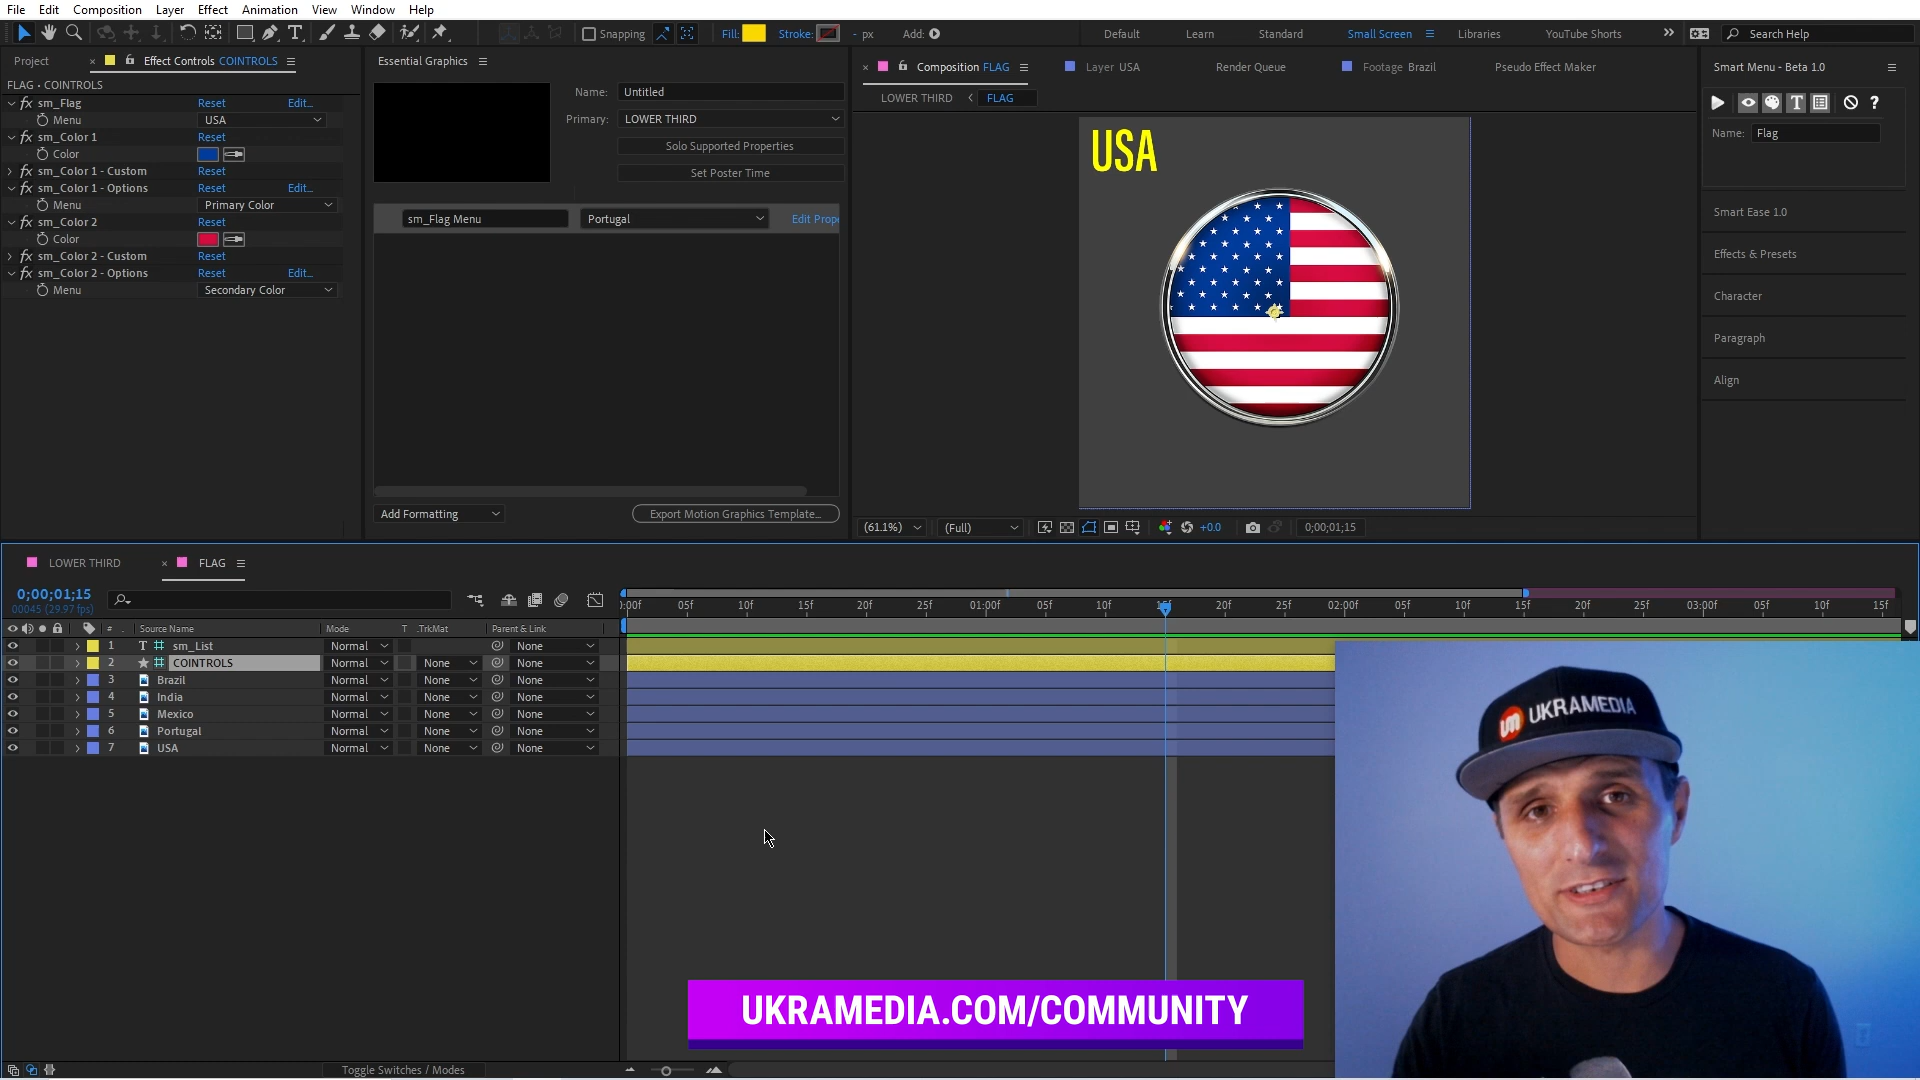 File Edit Composition Layer Effect Animation View Window Help
Snapping Fill: Stroke: - px Add: Default Learn Standard Small Screen Libraries YouTube Shorts Search Help
Project Effect Controls COINTROLS
FLAG • COINTROLS
sm_Flag Reset Edit...
Menu USA
sm_Color 1 Reset
Color
sm_Color 1 - Custom Reset
sm_Color 1 - Options Reset Edit...
Menu Primary Color
sm_Color 2 Reset
Color
sm_Color 2 - Custom Reset
sm_Color 2 - Options Reset Edit...
Menu Secondary Color
Essential Graphics
Name: Untitled
Primary: LOWER THIRD
Solo Supported Properties
Set Poster Time
sm_Flag Menu Portugal Edit Prope
Add Formatting Export Motion Graphics Template...
Composition FLAG Layer USA Render Queue Footage Brazil Pseudo Effect Maker
LOWER THIRD FLAG
USA
(61.1%) (Full) +0.0 0;00;01;15
Smart Menu - Beta 1.0
T ?
Name: Flag
Smart Ease 1.0
Effects & Presets
Character
Paragraph
Align
LOWER THIRD FLAG
0;00;01;15
00045 (29.97 fps)
:00f 05f 10f 15f 20f 25f 01:00f 05f 10f 15f 20f 25f 02:00f 05f 10f 15f 20f 25f 03:00f 05f 10f 15f
# Source Name Mode T .TrkMat Parent & Link
1 T sm_List Normal None
2 COINTROLS Normal None None
3 Brazil Normal None None
4 India Normal None None
5 Mexico Normal None None
6 Portugal Normal None None
7 USA Normal None None
Toggle Switches / Modes
um UKRAMEDIA
UKRAMEDIA.COM/COMMUNITY